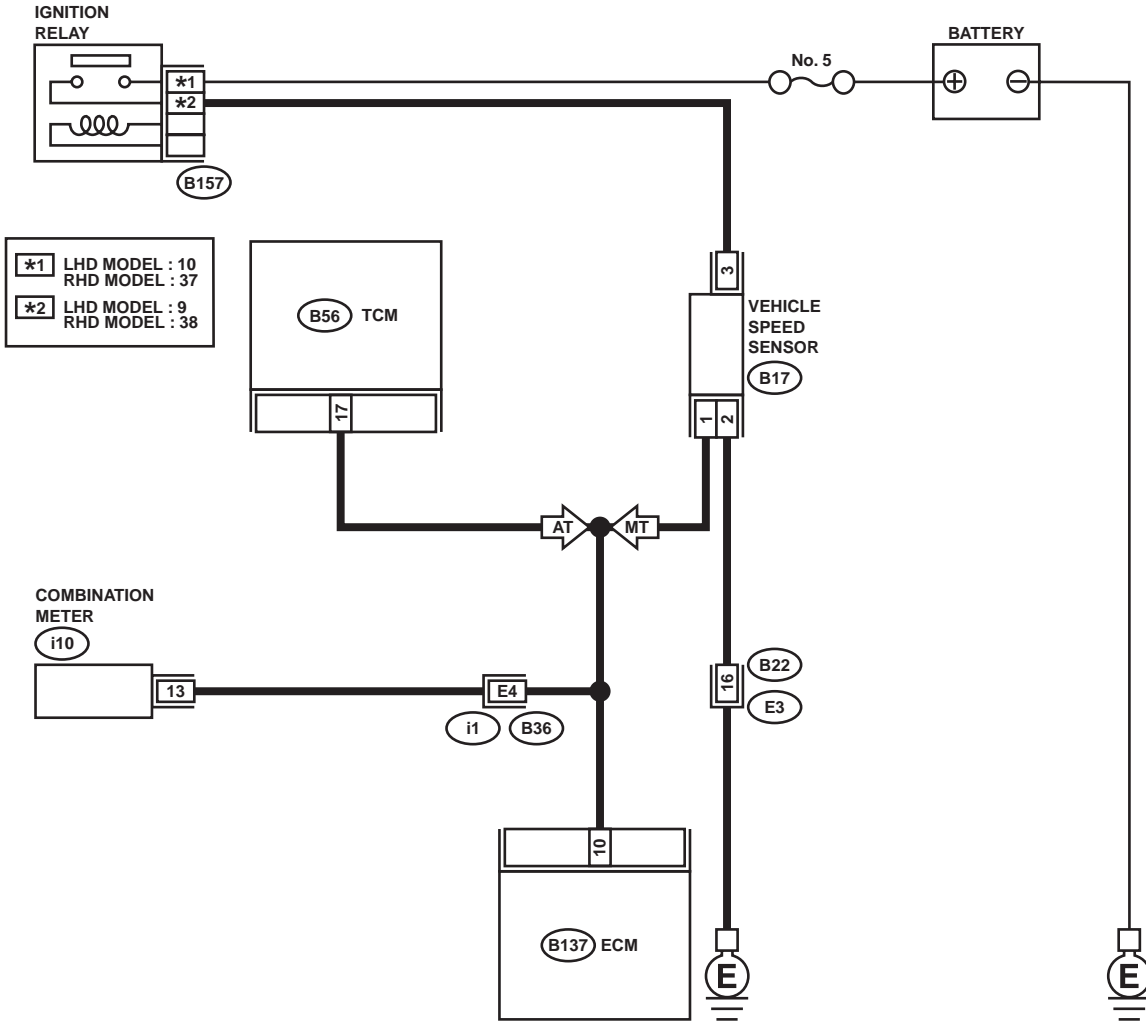 IGNITION
RELAY
BATTERY
No. 5
*1
*2
B157
*1 LHD MODEL : 10
RHD MODEL : 37
*2 LHD MODEL : 9
RHD MODEL : 38
B56 TCM
17
3
VEHICLE
SPEED
SENSOR
B17
1 2
AT MT
COMBINATION
METER
i10
13
E4
i1 B36
16
B22
E3
10
B137 ECM
E
E